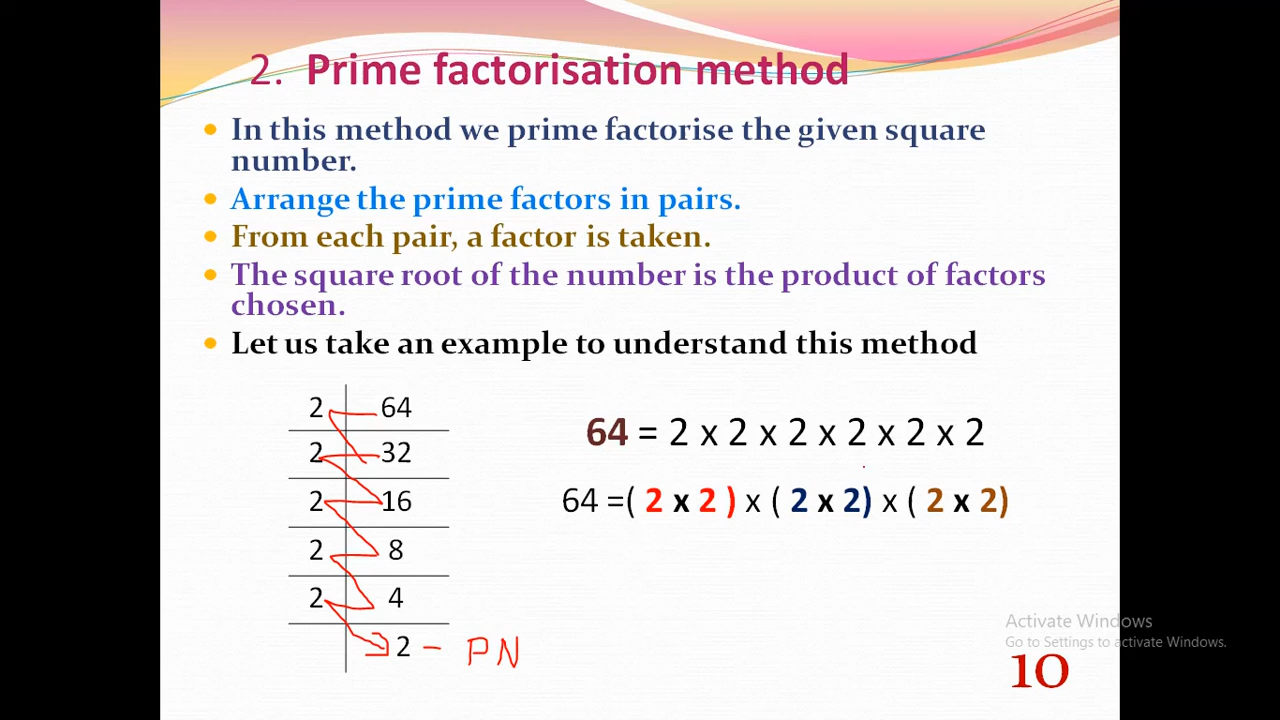 2. Prime factorisation method
• In this method we prime factorise the given square
number.
• Arrange the prime factors in pairs.
• From each pair, a factor is taken.
• The square root of the number is the product of factors
chosen.
• Let us take an example to understand this method
2 64
2 32
2 16
2 8
2 4
2 - PN
64 = 2 x 2 x 2 x 2 x 2 x 2
64 =( 2 x 2 ) x ( 2 x 2) x ( 2 x 2)
Activate Windows
Go to Settings to activate Windows.
10